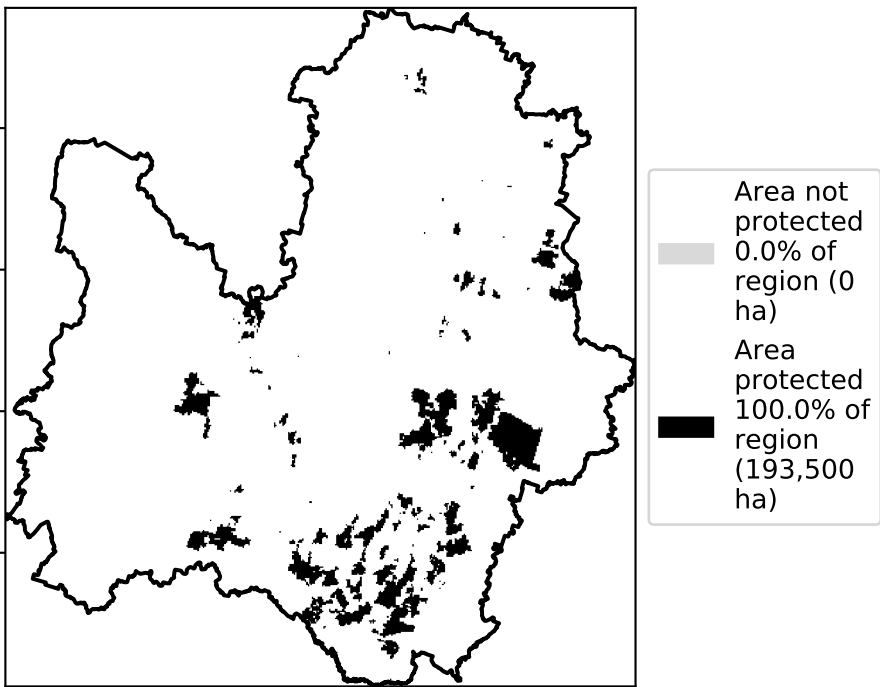 Area not
protected
0.0% of
region (0
ha)
Area
protected
100.0% of
region
(193,500
ha)